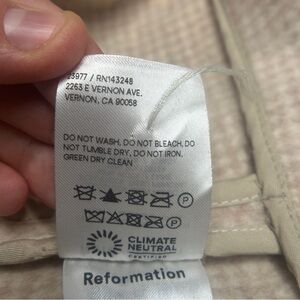 23977 / RN143248
2263 E VERNON AVE.
VERNON, CA 90058
DO NOT WASH, DO NOT BLEACH, DO
NOT TUMBLE DRY, DO NOT IRON,
GREEN DRY CLEAN
P
P
CLIMATE
NEUTRAL
CERTIFIED
Reformation